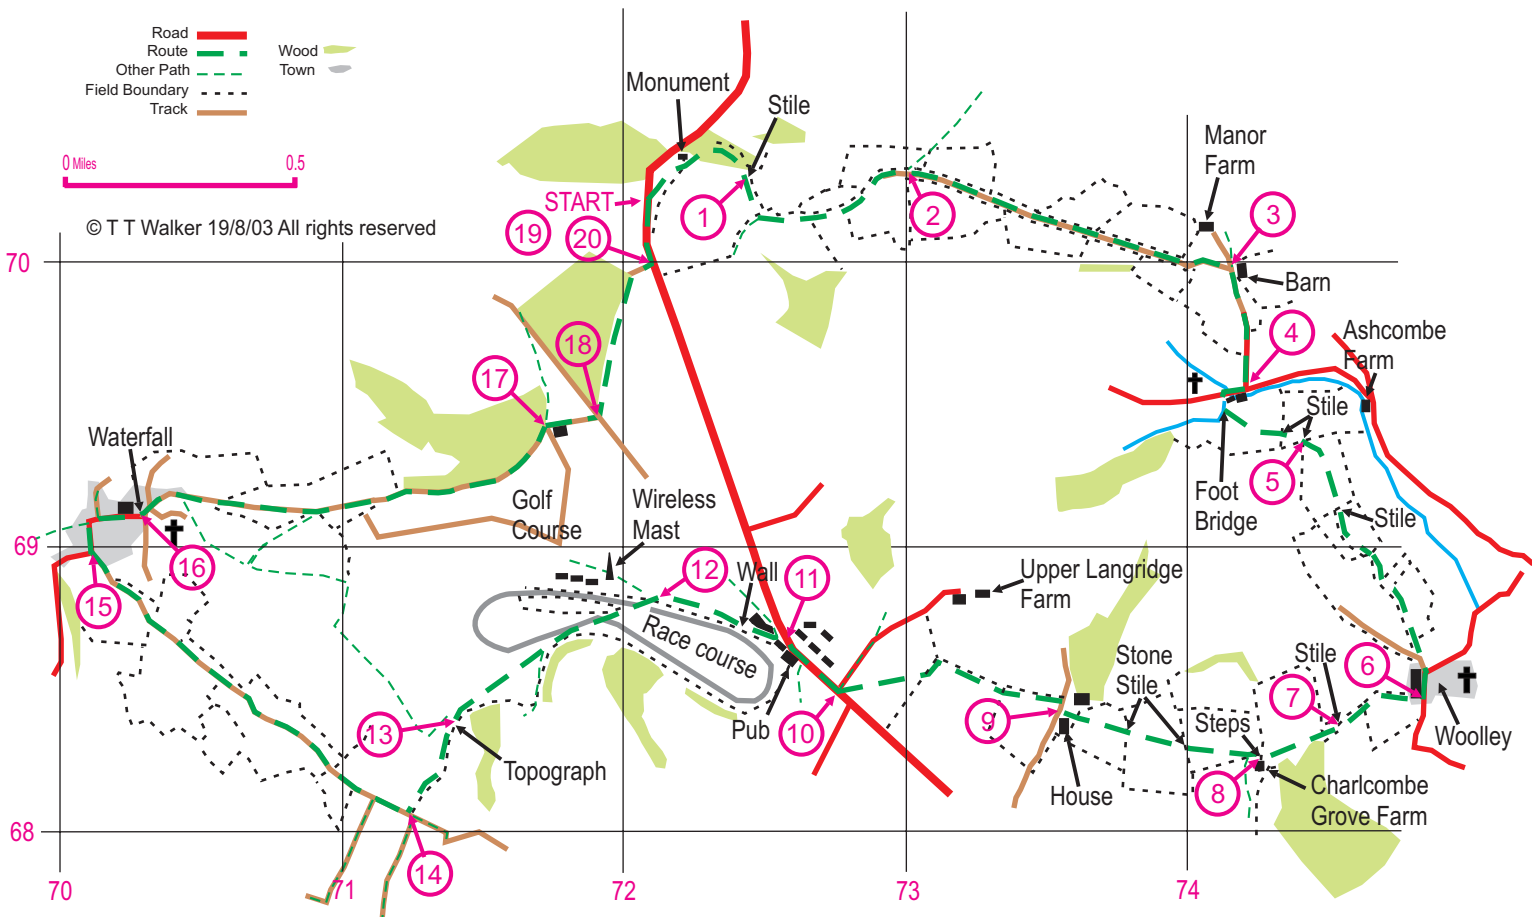 Road
Route
Wood
Other Path
Town
Field Boundary
Track
0 Miles
0.5
© T T Walker 19/8/03 All rights reserved
Monument
Stile
START
1
2
Manor
Farm
3
19
20
70
Barn
4
Ashcombe
Farm
18
17
Waterfall
Stile
5
Golf
Course
Wireless
Mast
Foot
Bridge
Stile
69
16
15
12
Wall
11
Upper Langridge
Farm
Race course
Stone
Stile
Stile
6
7
13
Pub
10
9
Steps
Woolley
Topograph
House
8
Charlcombe
Grove Farm
68
14
70
71
72
73
74